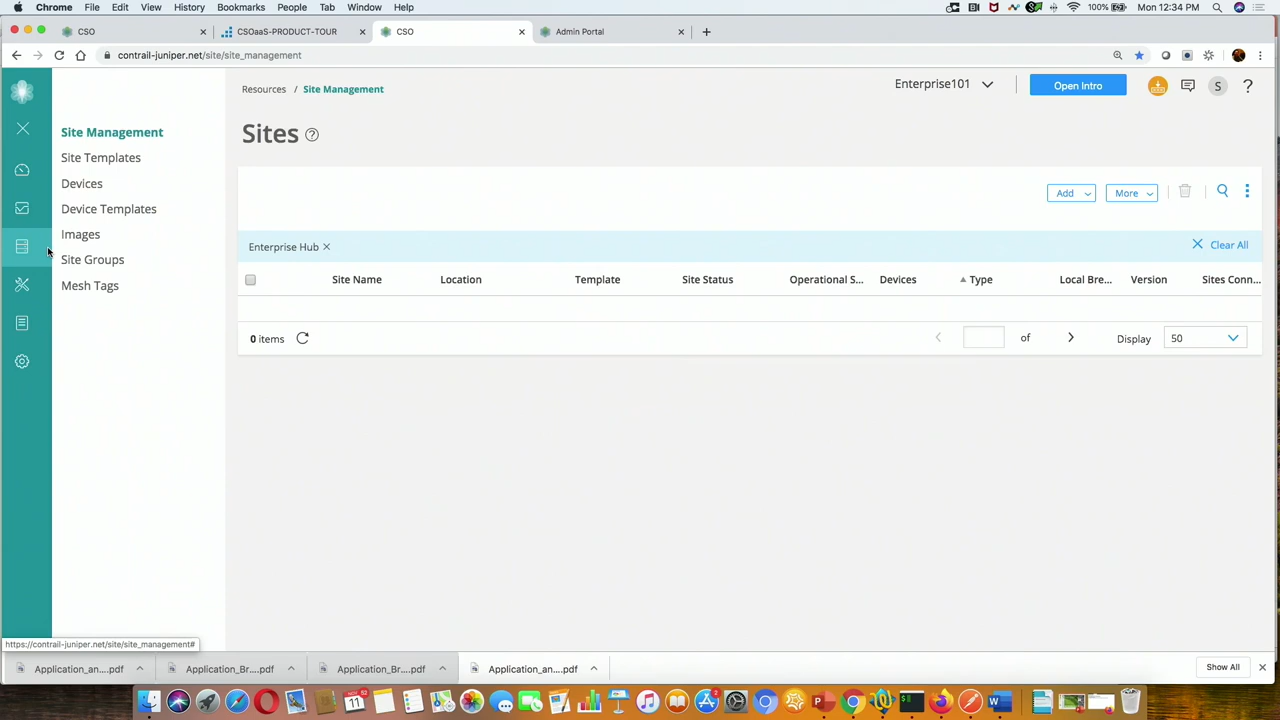 Chrome File Edit View History Bookmarks People Tab Window Help 100% Mon 12:34 PM
CSO CSOaaS-PRODUCT-TOUR CSO Admin Portal
contrail-juniper.net/site/site_management
Resources / Site Management Enterprise101 Open Intro S ?
Site Management
Site Templates
Devices
Device Templates
Images
Site Groups
Mesh Tags
Sites ?
Add More
Enterprise Hub Clear All
Site Name Location Template Site Status Operational S... Devices Type Local Bre... Version Sites Conn...
0 items of Display 50
https://contrail-juniper.net/site/site_management#
Application_an....pdf Application_Br....pdf Application_Br....pdf Application_an....pdf Show All